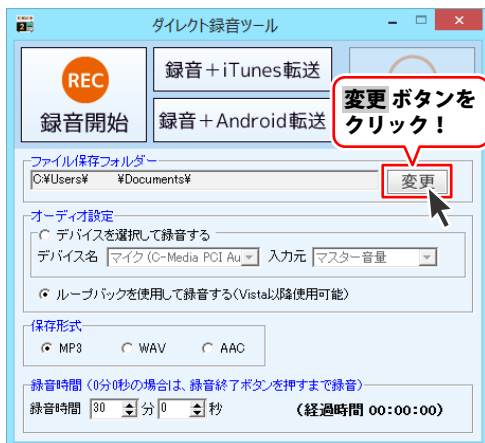 ダイレクト録音ツール
REC
録音開始
録音+iTunes転送
録音+Android転送
変更 ボタンを
クリック!
ファイル保存フォルダ
C:¥Users¥ ¥Documents¥
変更
オーディオ設定
デバイスを選択して録音する
デバイス名 マイク (C-Media PCI Au 入力元 マスター音量
ループバックを使用して録音する(Vista以降使用可能)
保存形式
MP3 WAV AAC
録音時間 (0分0秒の場合は、録音終了ボタンを押すまで録音)
録音時間 30 分 0 秒 (経過時間 00:00:00)